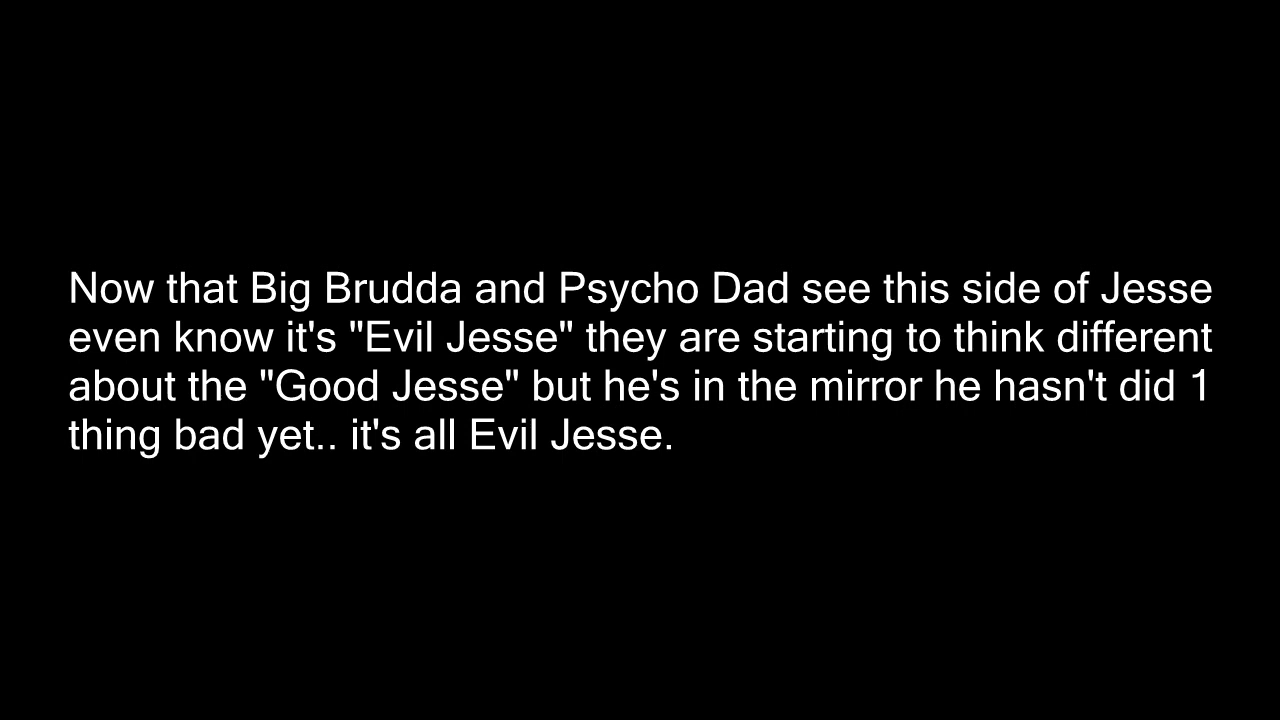 Now that Big Brudda and Psycho Dad see this side of Jesse
even know it's "Evil Jesse" they are starting to think different
about the "Good Jesse" but he's in the mirror he hasn't did 1
thing bad yet.. it's all Evil Jesse.